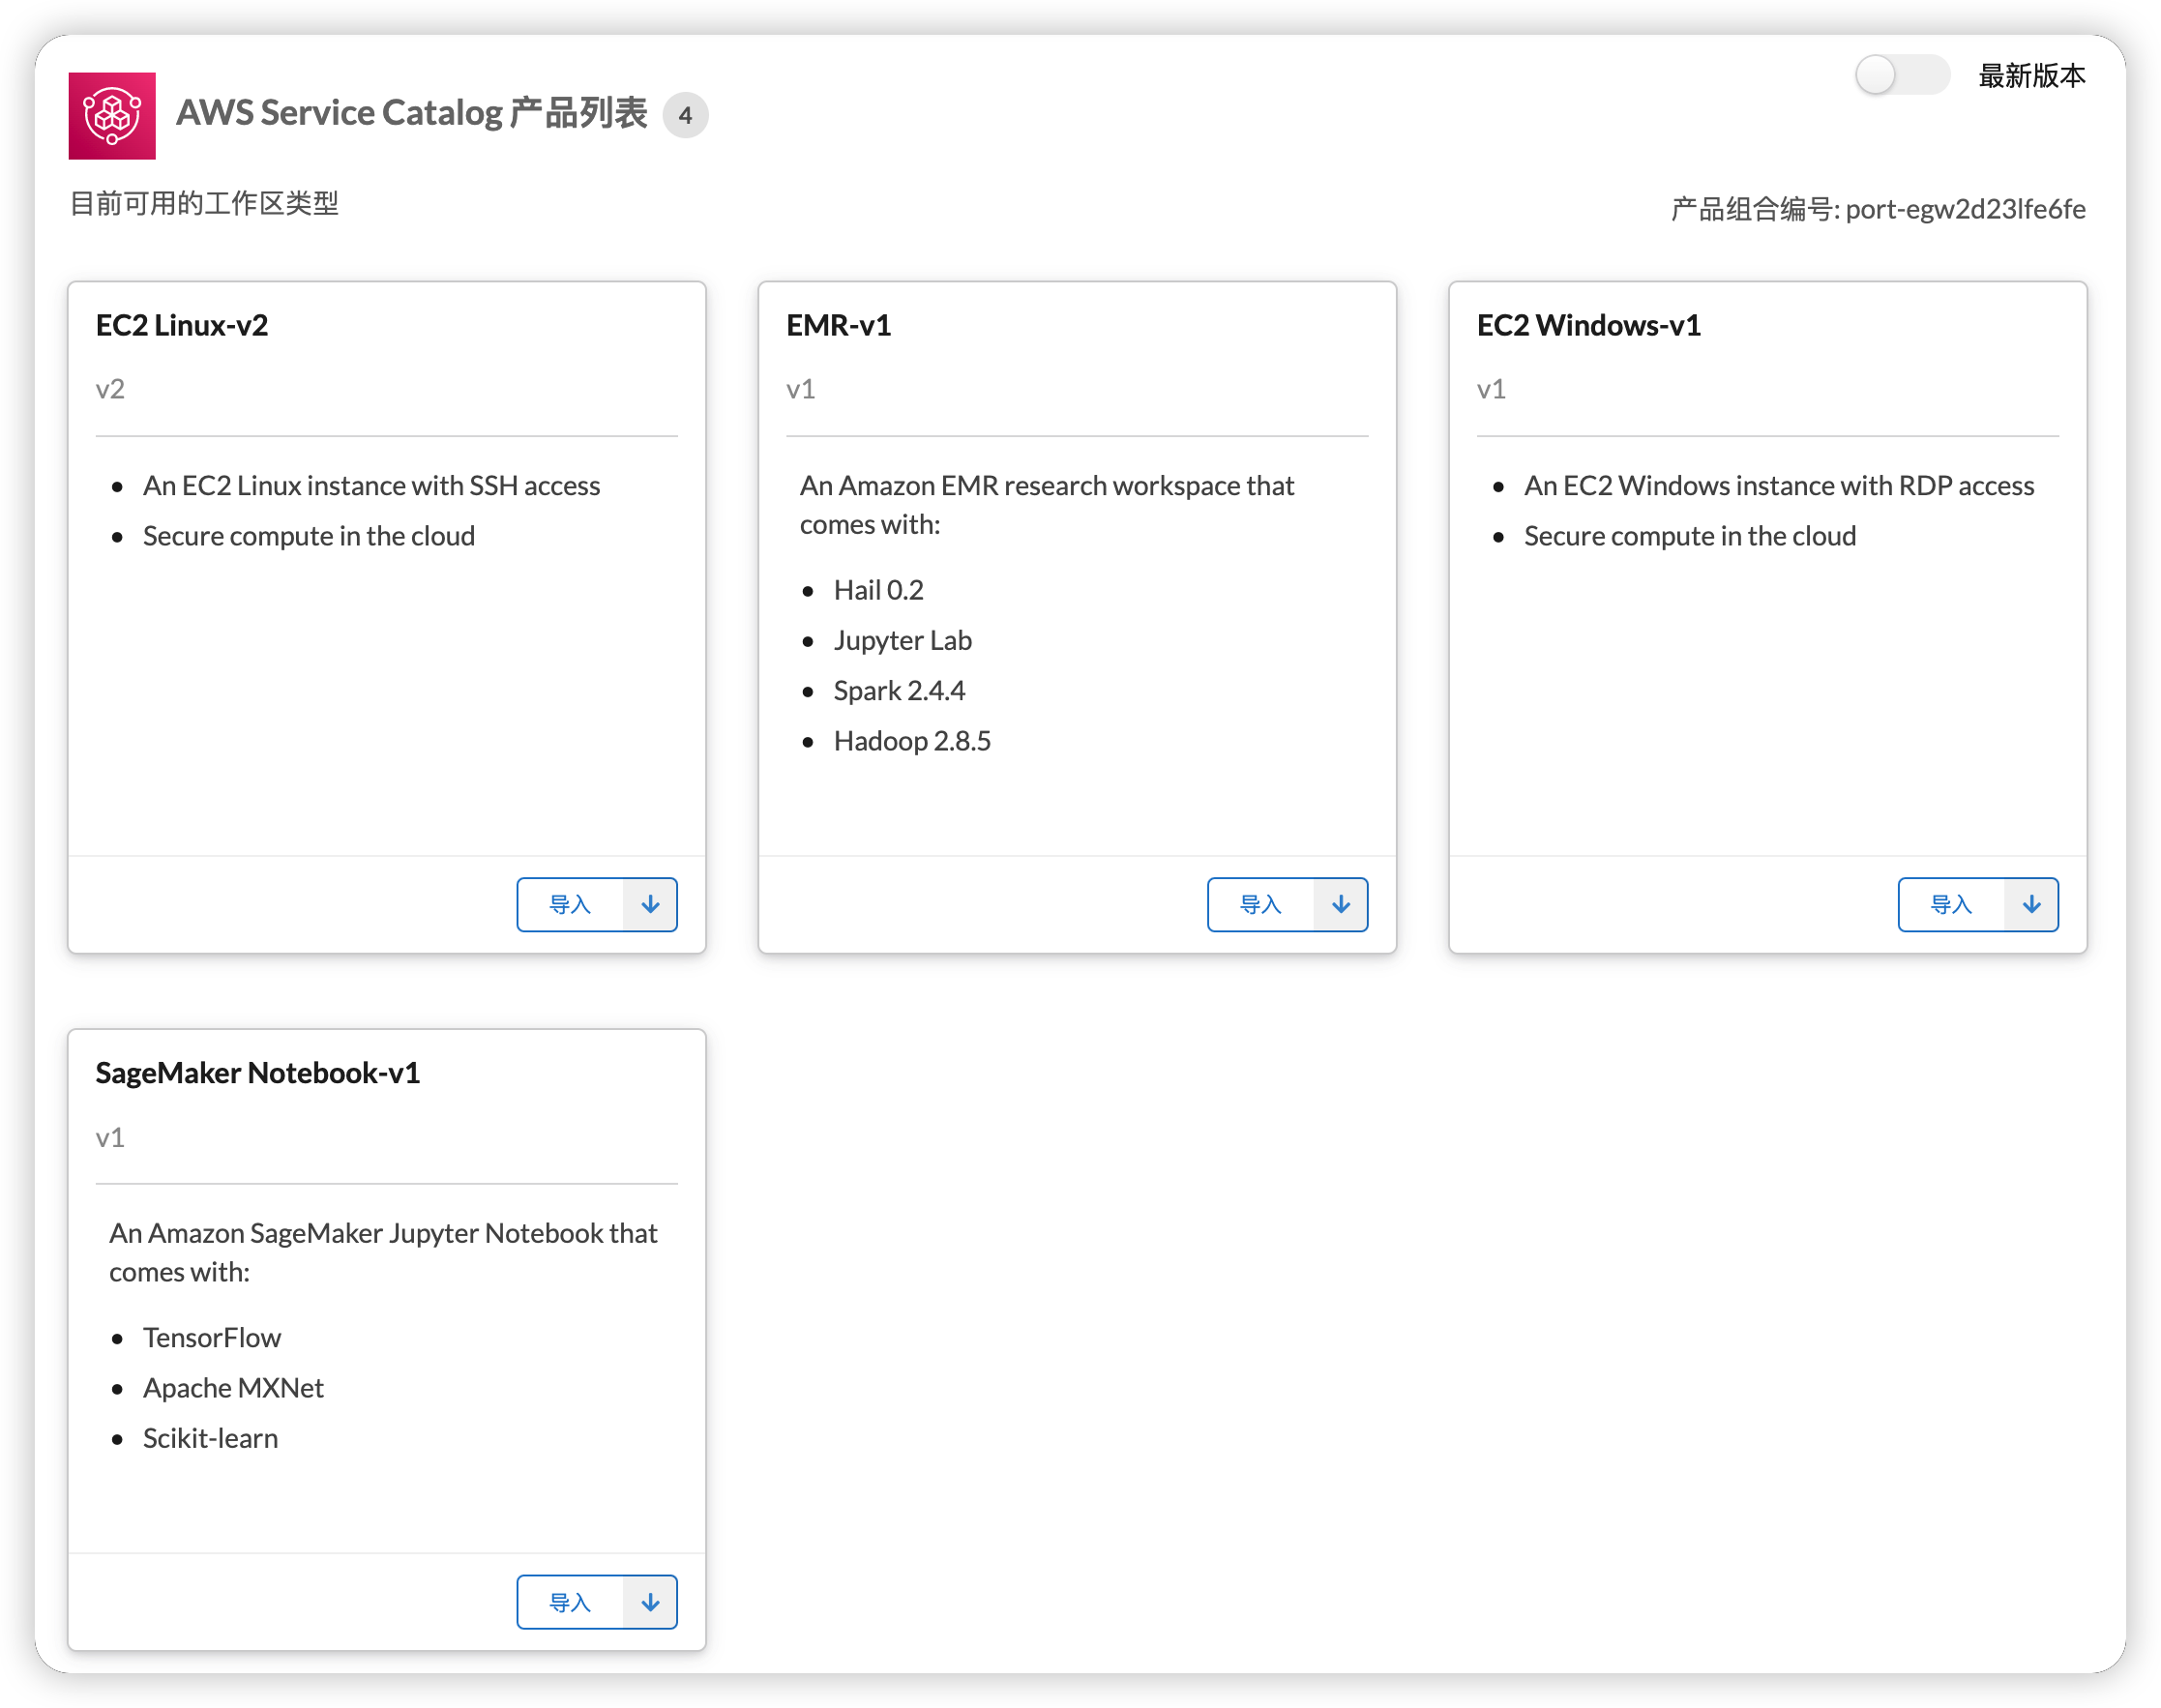 AWS Service Catalog 产品列表 4
最新版本
目前可用的工作区类型
产品组合编号: port-egw2d23lfe6fe
EC2 Linux-v2
v2
An EC2 Linux instance with SSH access
Secure compute in the cloud
导入
EMR-v1
v1
An Amazon EMR research workspace that
comes with:
Hail 0.2
Jupyter Lab
Spark 2.4.4
Hadoop 2.8.5
导入
EC2 Windows-v1
v1
An EC2 Windows instance with RDP access
Secure compute in the cloud
导入
SageMaker Notebook-v1
v1
An Amazon SageMaker Jupyter Notebook that
comes with:
TensorFlow
Apache MXNet
Scikit-learn
导入